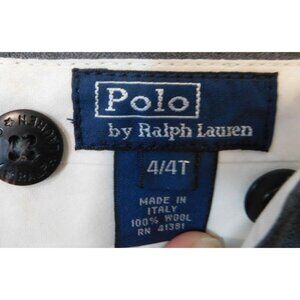 Polo
by Ralph Lauren
4/4T
MADE IN
ITALY
100% WOOL
RN 41381